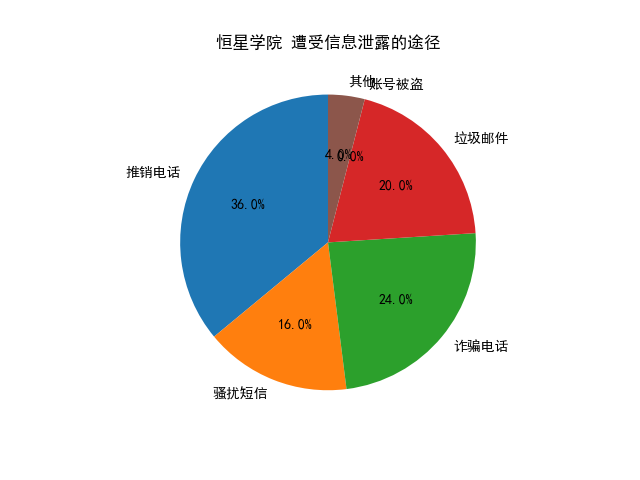 恒星学院 遭受信息泄露的途径
其他
账号被盗
垃圾邮件
推销电话
4.0%
0.0%
20.0%
36.0%
24.0%
16.0%
诈骗电话
骚扰短信